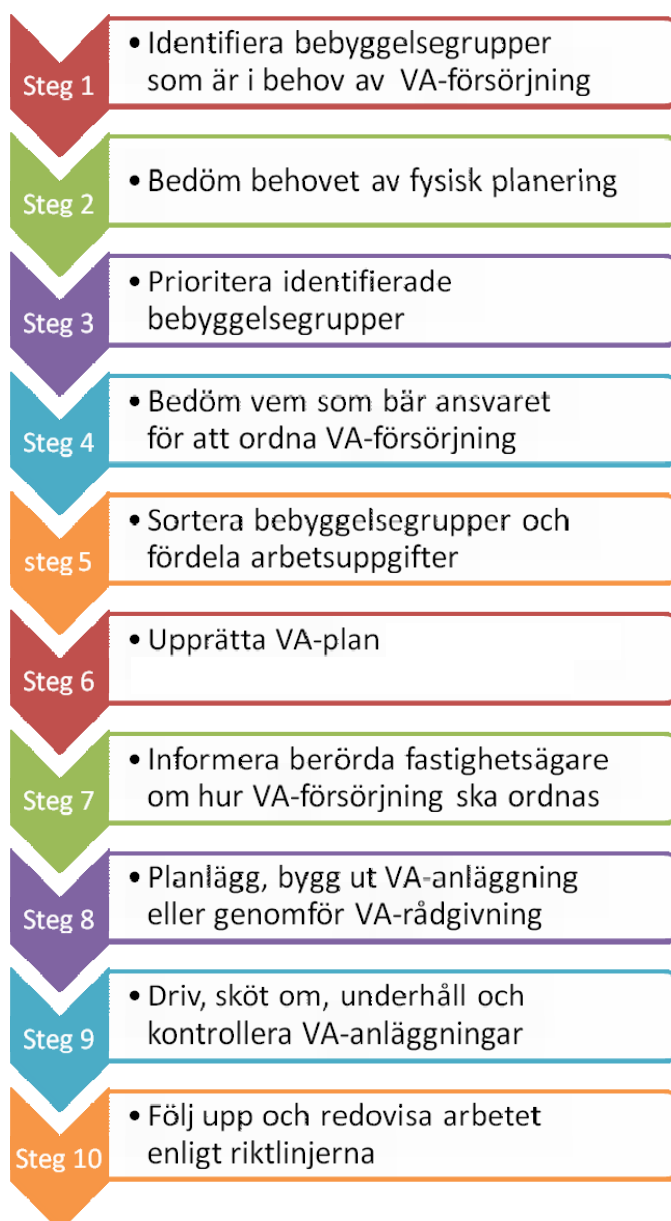 Steg 1
• Identifiera bebyggelsegrupper
som är i behov av VA-försörjning
Steg 2
• Bedöm behovet av fysisk planering
Steg 3
• Prioritera identifierade
bebyggelsegrupper
Steg 4
• Bedöm vem som bär ansvaret
för att ordna VA-försörjning
steg 5
• Sortera bebyggelsegrupper och
fördela arbetsuppgifter
Steg 6
• Upprätta VA-plan
Steg 7
• Informera berörda fastighetsägare
om hur VA-försörjning ska ordnas
Steg 8
• Planlägg, bygg ut VA-anläggning
eller genomför VA-rådgivning
Steg 9
• Driv, sköt om, underhåll och
kontrollera VA-anläggningar
Steg 10
• Följ upp och redovisa arbetet
enligt riktlinjerna